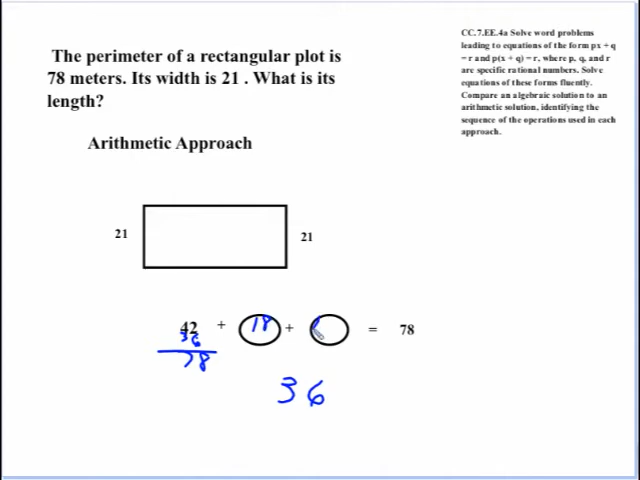 The perimeter of a rectangular plot is
78 meters. Its width is 21 . What is its
length?
CC.7.EE.4a Solve word problems
leading to equations of the form px + q
= r and p(x + q) = r, where p, q, and r
are specific rational numbers. Solve
equations of these forms fluently.
Compare an algebraic solution to an
arithmetic solution, identifying the
sequence of the operations used in each
approach.
Arithmetic Approach
21
21
42 + 18 + = 78
36
78
36